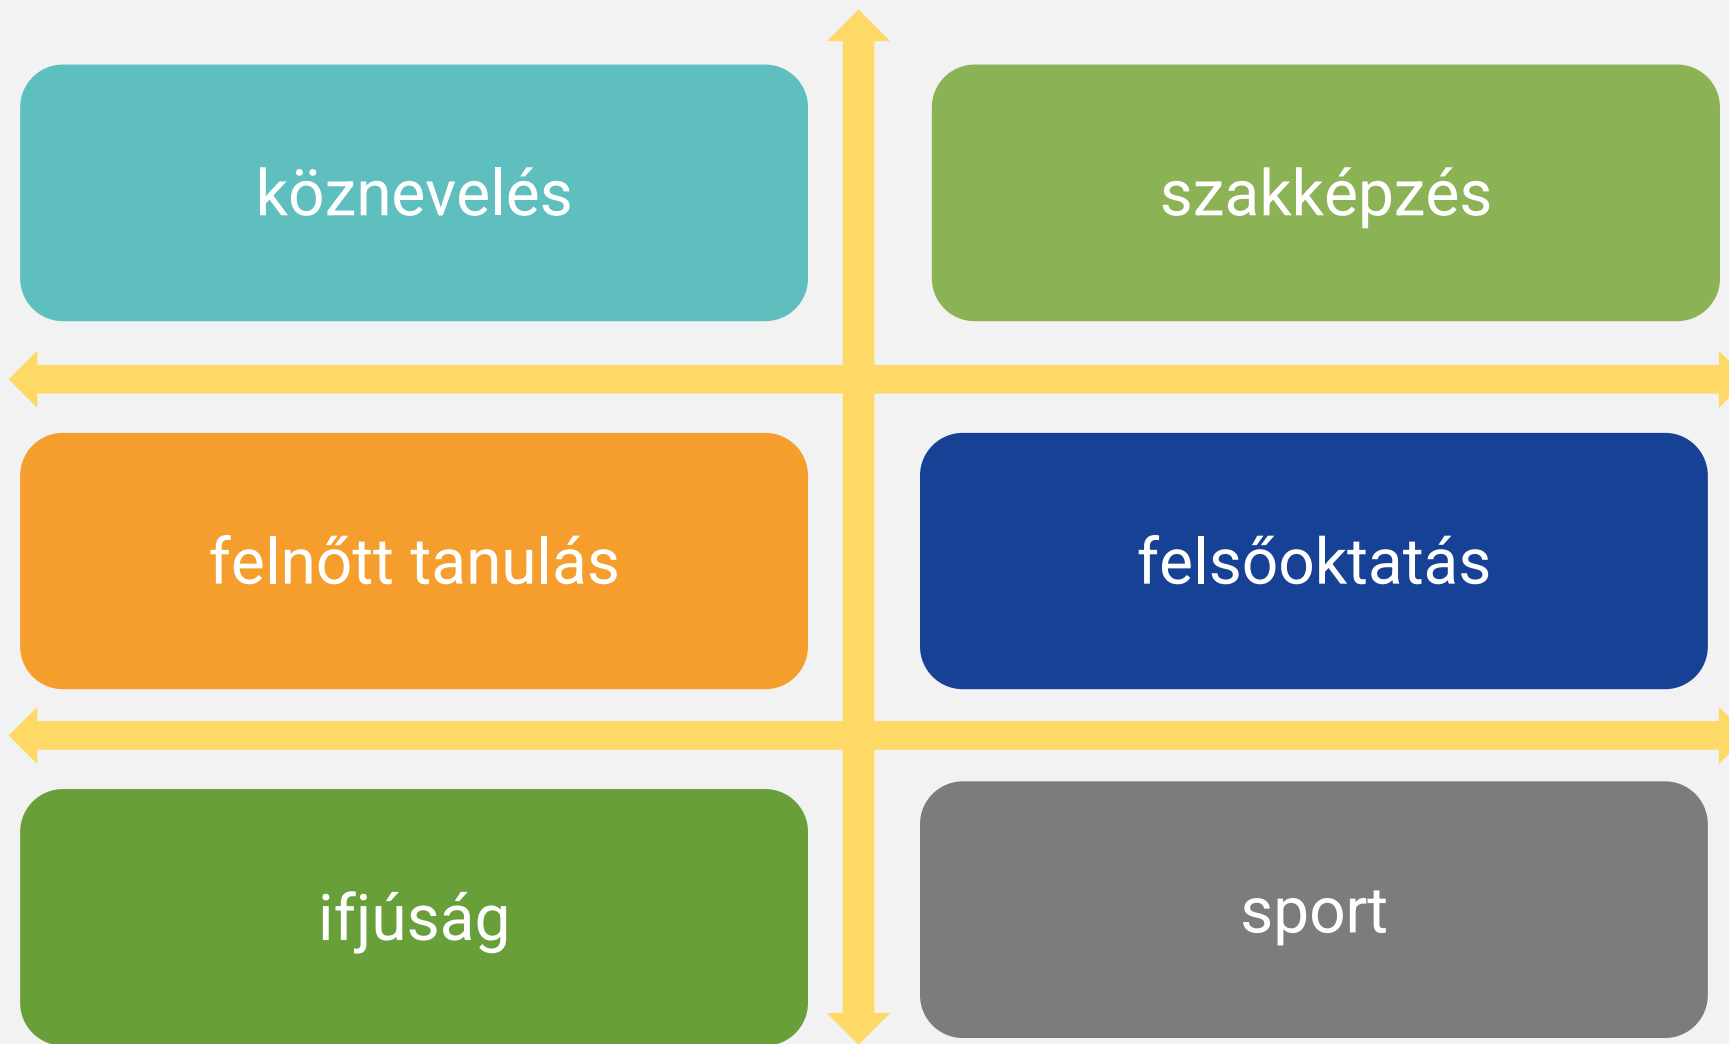 köznevelés
szakképzés
felnőtt tanulás
felsőoktatás
ifjúság
sport